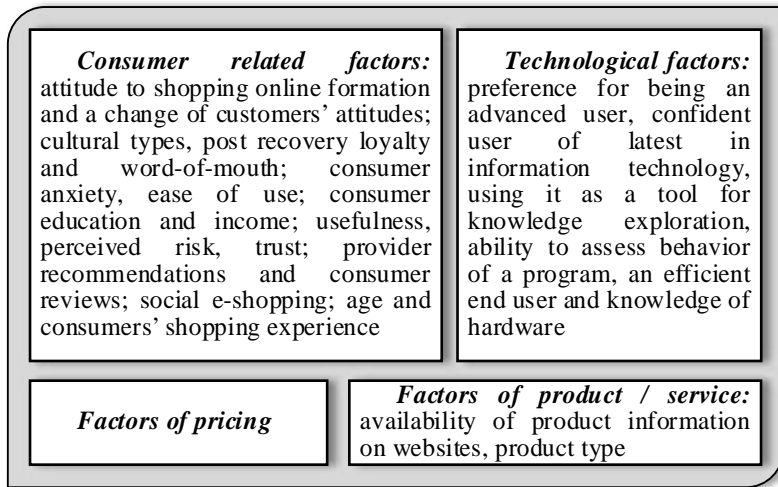 Consumer related factors:
attitude to shopping online formation
and a change of customers' attitudes;
cultural types, post recovery loyalty
and word-of-mouth; consumer
anxiety, ease of use; consumer
education and income; usefulness,
perceived risk, trust; provider
recommendations and consumer
reviews; social e-shopping; age and
consumers' shopping experience
Technological factors:
preference for being an
advanced user, confident
user of latest in
information technology,
using it as a tool for
knowledge exploration,
ability to assess behavior
of a program, an efficient
end user and knowledge of
hardware
Factors of pricing
Factors of product / service:
availability of product information
on websites, product type